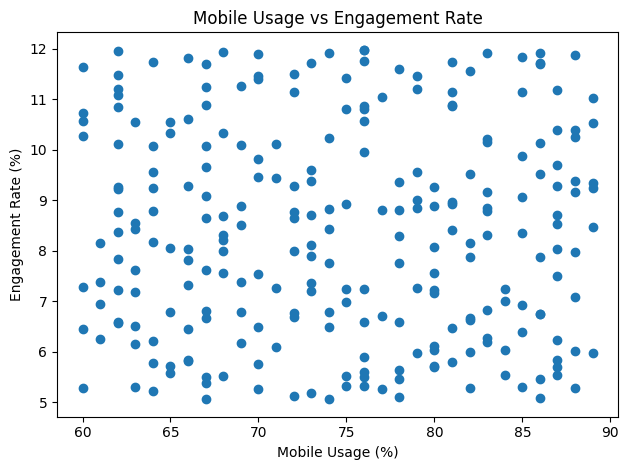 Mobile Usage vs Engagement Rate
12
11
10
9
8
7
6
5
Engagement Rate (%)
60 65 70 75 80 85 90
Mobile Usage (%)